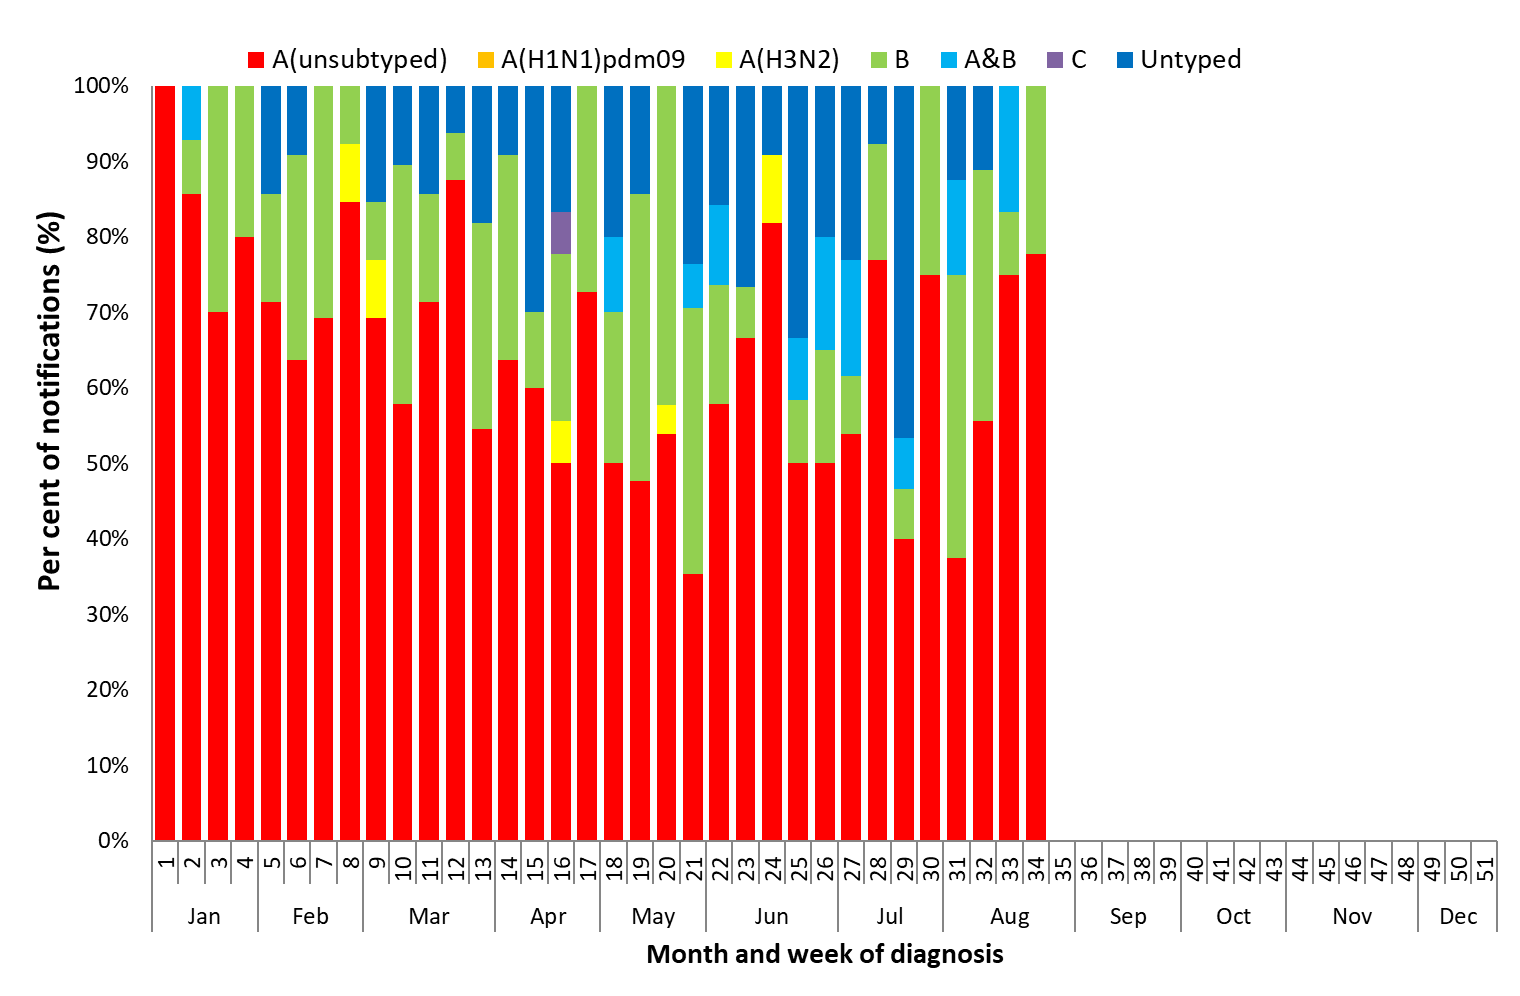 A(unsubtyped) A(H1N1)pdm09 A(H3N2) B A&B C Untyped
Per cent of notifications (%)
100%
90%
80%
70%
60%
50%
40%
30%
20%
10%
0%
1 2 3 4 5 6 7 8 9 10 11 12 13 14 15 16 17 18 19 20 21 22 23 24 25 26 27 28 29 30 31 32 33 34 35 36 37 38 39 40 41 42 43 44 45 46 47 48 49 50 51
Jan Feb Mar Apr May Jun Jul Aug Sep Oct Nov Dec
Month and week of diagnosis